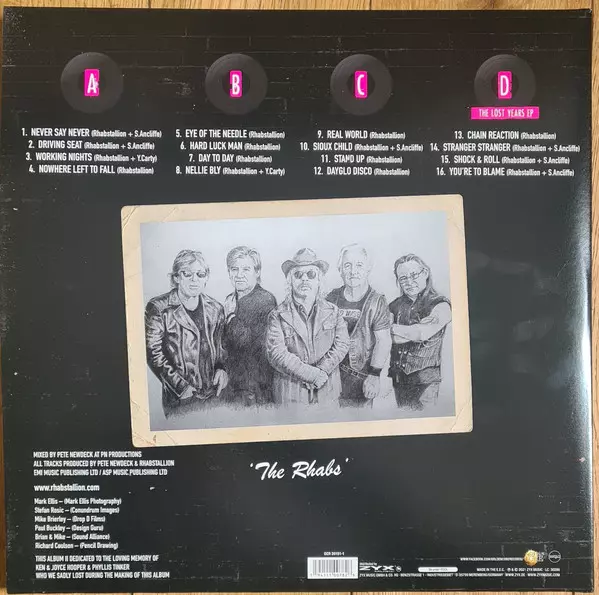 A
B
C
D
THE LOST YEARS EP
1. NEVER SAY NEVER (Rhabstallion + S.Ancliffe)
2. DRIVING SEAT (Rhabstallion + S.Ancliffe)
3. WORKING NIGHTS (Rhabstallion + Y.Carty)
4. NOWHERE LEFT TO FALL (Rhabstallion)
5. EYE OF THE NEEDLE (Rhabstallion)
6. HARD LUCK MAN (Rhabstallion)
7. DAY TO DAY (Rhabstallion)
8. NELLIE BLY (Rhabstallion + Y.Carty)
9. REAL WORLD (Rhabstallion)
10. SIOUX CHILD (Rhabstallion + S.Ancliffe)
11. STAND UP (Rhabstallion)
12. DAYGLO DISCO (Rhabstallion)
13. CHAIN REACTION (Rhabstallion)
14. STRANGER STRANGER (Rhabstallion + S.Ancliffe)
15. SHOCK & ROLL (Rhabstallion + S.Ancliffe)
16. YOU'RE TO BLAME (Rhabstallion + S.Ancliffe)
'The Rhabs'
MIXED BY PETE NEWDECK AT PN PRODUCTIONS
ALL TRACKS PRODUCED BY PETE NEWDECK & RHABSTALLION
EMI MUSIC PUBLISHING LTD / ASP MUSIC PUBLISHING LTD
www.rhabstallion.com
Mark Ellis – (Mark Ellis Photography)
Stefan Rosic – (Conundrum Images)
Mike Brierley – (Drop D Films)
Paul Buckley – (Design Guru)
Brian & Mike – (Sound Alliance)
Richard Coulson – (Pencil Drawing)
THIS ALBUM IS DEDICATED TO THE LOVING MEMORY OF
KEN & JOYCE HOOPER & PHYLLIS TINKER
WHO WE SADLY LOST DURING THE MAKING OF THIS ALBUM
ZYX
MADE IN THE E.U.
WWW.ZYX.DE